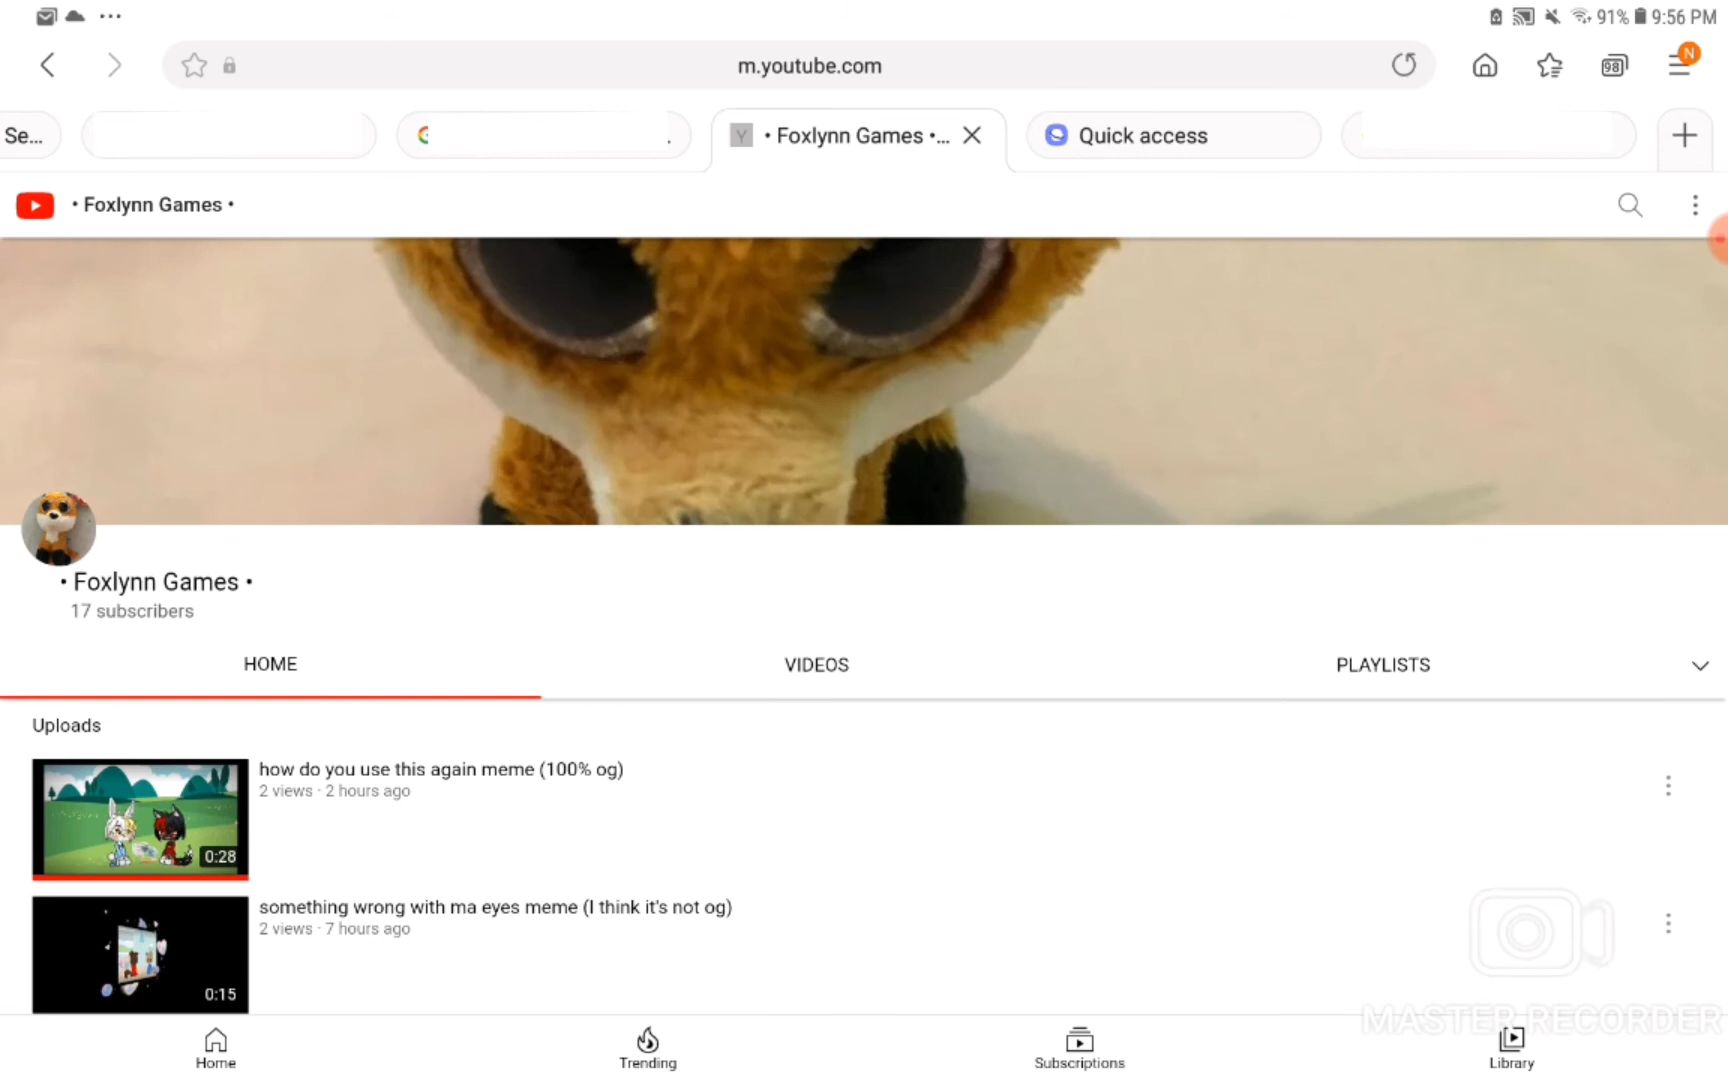 91% 9:56 PM
m.youtube.com
98
N
Se...
Y • Foxlynn Games •...
Quick access
• Foxlynn Games •
• Foxlynn Games •
17 subscribers
HOME
VIDEOS
PLAYLISTS
Uploads
how do you use this again meme (100% og)
2 views · 2 hours ago
0:28
something wrong with ma eyes meme (I think it's not og)
2 views · 7 hours ago
0:15
MASTER RECORDER
Home
Trending
Subscriptions
Library